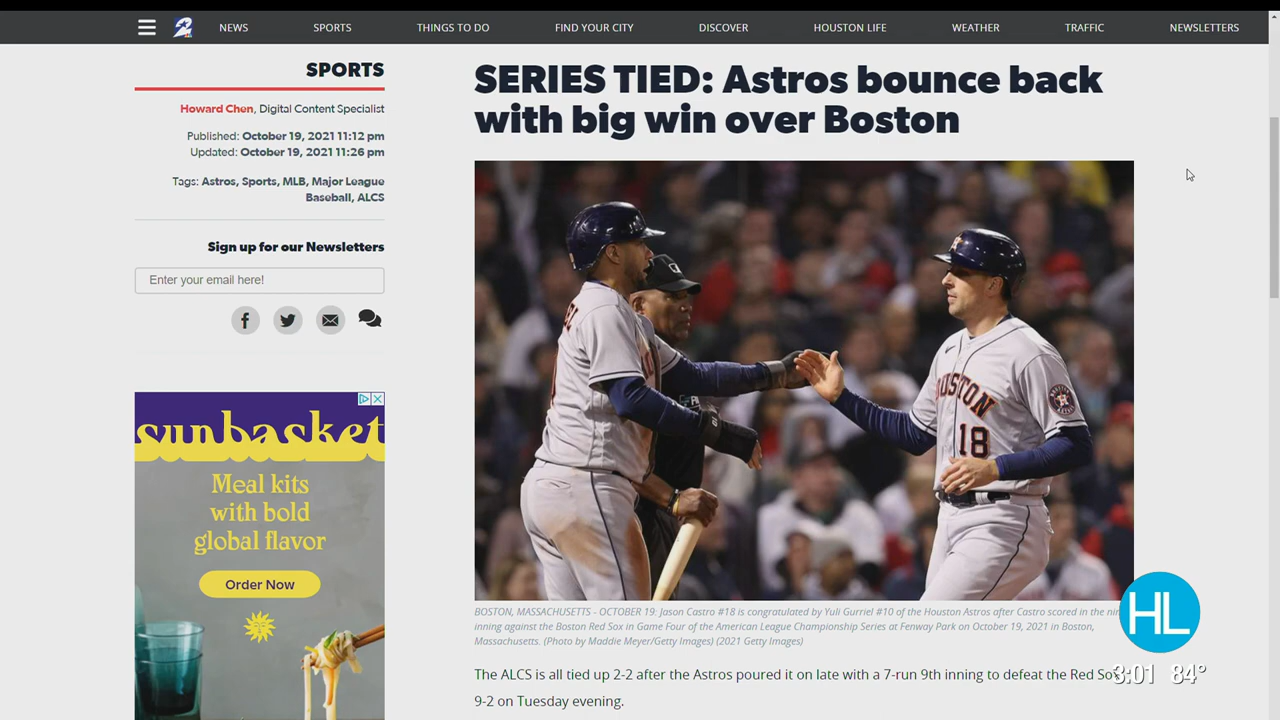 2
NEWS
SPORTS
THINGS TO DO
FIND YOUR CITY
DISCOVER
HOUSTON LIFE
WEATHER
TRAFFIC
NEWSLETTERS
SPORTS
Howard Chen, Digital Content Specialist
Published: October 19, 2021 11:12 pm
Updated: October 19, 2021 11:26 pm
Tags: Astros, Sports, MLB, Major League
Baseball, ALCS
Sign up for our Newsletters
Enter your email here!
sunbasket
Meal kits
with bold
global flavor
Order Now
SERIES TIED: Astros bounce back
with big win over Boston
HOUSTON
18
BOSTON, MASSACHUSETTS - OCTOBER 19: Jason Castro #18 is congratulated by Yuli Gurriel #10 of the Houston Astros after Castro scored in the
inning against the Boston Red Sox in Game Four of the American League Championship Series at Fenway Park on October 19, 2021 in Boston,
Massachusetts. (Photo by Maddie Meyer/Getty Images) (2021 Getty Images)
The ALCS is all tied up 2-2 after the Astros poured it on late with a 7-run 9th inning to defeat the Red
9-2 on Tuesday evening.
HL
3:01 84°